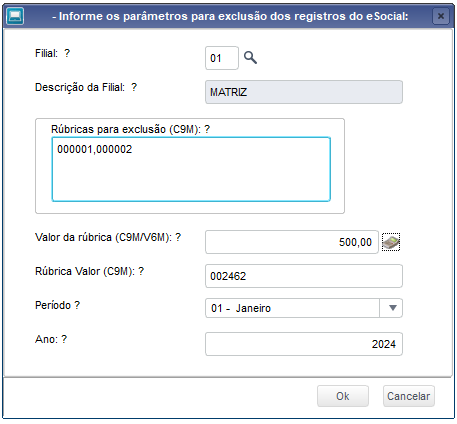 - Informe os parâmetros para exclusão dos registros do eSocial:
Filial: ?
01
Descrição da Filial: ?
MATRIZ
Rúbricas para exclusão (C9M): ?
000001,000002
Valor da rúbrica (C9M/V6M): ?
500,00
Rúbrica Valor (C9M): ?
002462
Período ?
01 - Janeiro
Ano: ?
2024
Ok
Cancelar